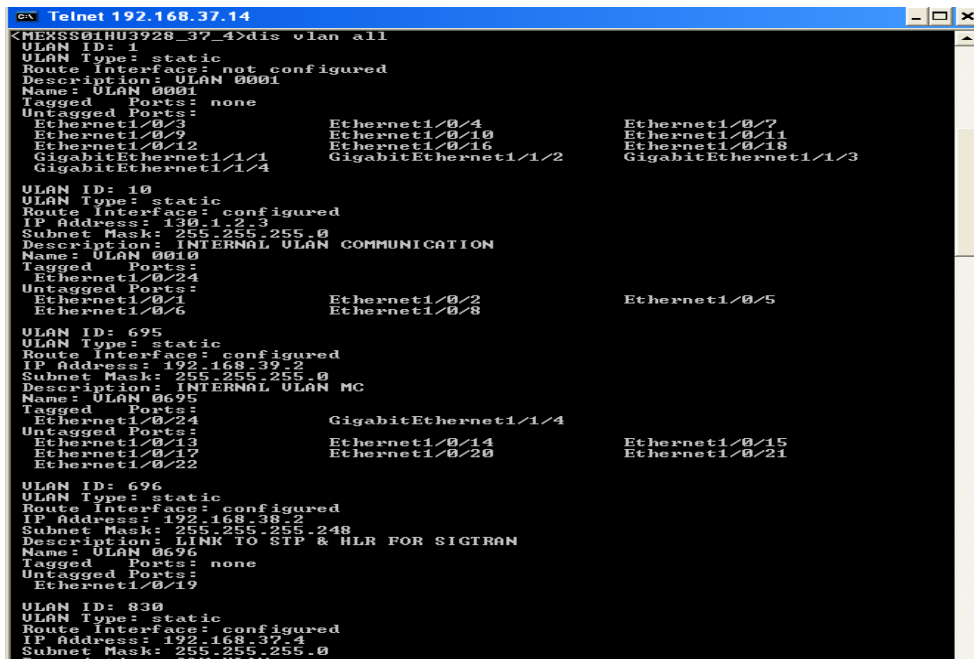 Telnet 192.168.37.14
<MEXSS01HU3928_37_4>dis vlan all
VLAN ID: 1
VLAN Type: static
Route Interface: not configured
Description: VLAN 0001
Name: VLAN 0001
Tagged Ports: none
Untagged Ports:
Ethernet1/0/3 Ethernet1/0/4 Ethernet1/0/7
Ethernet1/0/9 Ethernet1/0/10 Ethernet1/0/11
Ethernet1/0/12 Ethernet1/0/16 Ethernet1/0/18
GigabitEthernet1/1/1 GigabitEthernet1/1/2 GigabitEthernet1/1/3
GigabitEthernet1/1/4
VLAN ID: 10
VLAN Type: static
Route Interface: configured
IP Address: 130.1.2.3
Subnet Mask: 255.255.255.0
Description: INTERNAL VLAN COMMUNICATION
Name: VLAN 0010
Tagged Ports:
Ethernet1/0/24
Untagged Ports:
Ethernet1/0/1 Ethernet1/0/2 Ethernet1/0/5
Ethernet1/0/6 Ethernet1/0/8
VLAN ID: 695
VLAN Type: static
Route Interface: configured
IP Address: 192.168.39.2
Subnet Mask: 255.255.255.0
Description: INTERNAL VLAN MC
Name: VLAN 0695
Tagged Ports:
Ethernet1/0/24 GigabitEthernet1/1/4
Untagged Ports:
Ethernet1/0/13 Ethernet1/0/14 Ethernet1/0/15
Ethernet1/0/17 Ethernet1/0/20 Ethernet1/0/21
Ethernet1/0/22
VLAN ID: 696
VLAN Type: static
Route Interface: configured
IP Address: 192.168.38.2
Subnet Mask: 255.255.255.248
Description: LINK TO STP & HLR FOR SIGTRAN
Name: VLAN 0696
Tagged Ports: none
Untagged Ports:
Ethernet1/0/19
VLAN ID: 830
VLAN Type: static
Route Interface: configured
IP Address: 192.168.37.4
Subnet Mask: 255.255.255.0